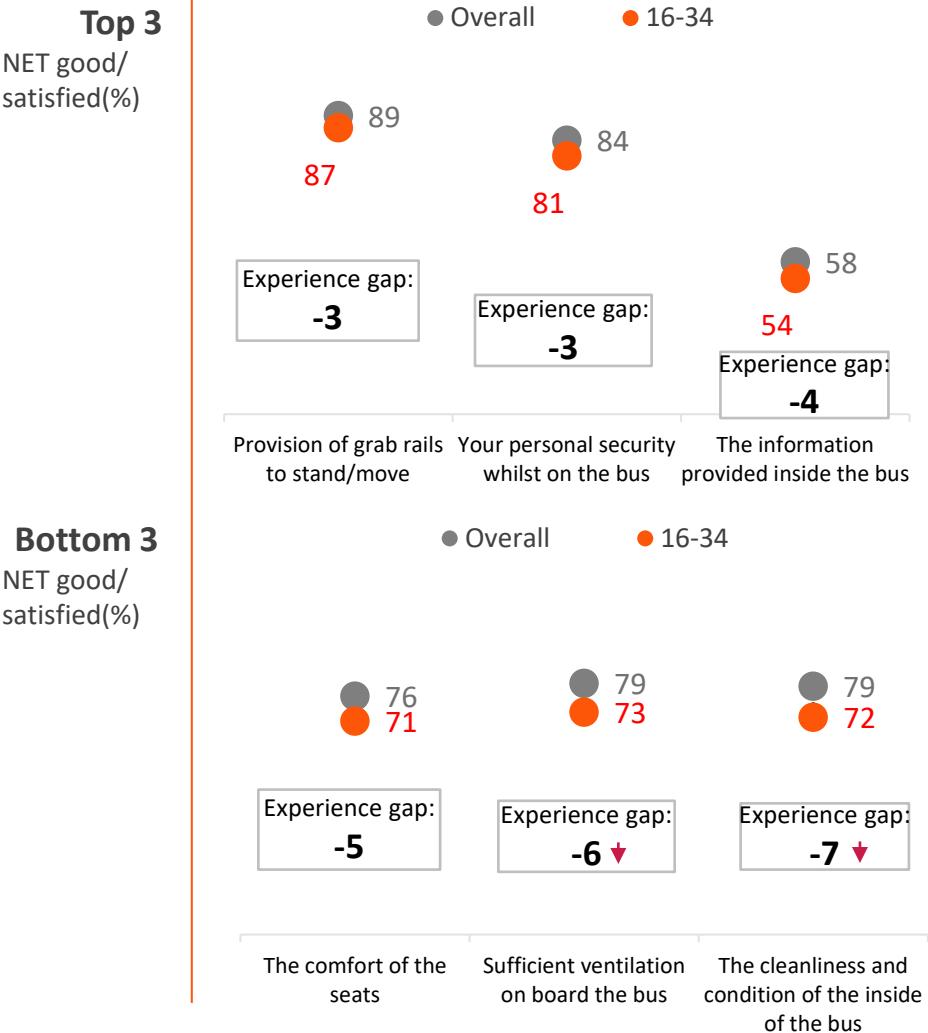 Top 3
NET good/
satisfied(%)
Overall
16-34
89
87
84
81
58
54
Experience gap:
-3
Experience gap:
-3
Experience gap:
-4
Provision of grab rails
to stand/move
Your personal security
whilst on the bus
The information
provided inside the bus
Bottom 3
NET good/
satisfied(%)
Overall
16-34
76
71
79
73
79
72
Experience gap:
-5
Experience gap:
-6
Experience gap:
-7
The comfort of the
seats
Sufficient ventilation
on board the bus
The cleanliness and
condition of the inside
of the bus